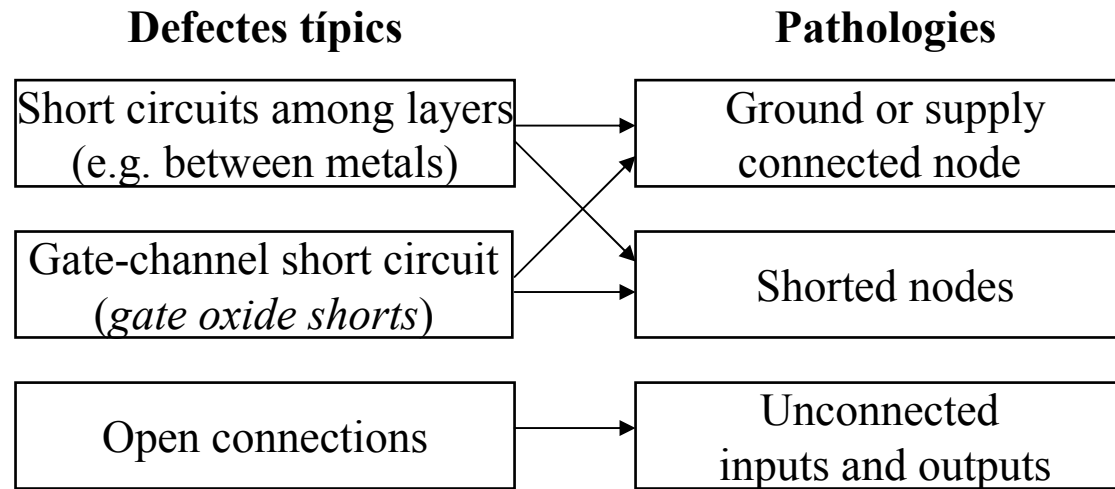 Defectes típics
Pathologies
Short circuits among layers
(e.g. between metals)
Ground or supply
connected node
Gate-channel short circuit
(gate oxide shorts)
Shorted nodes
Open connections
Unconnected
inputs and outputs